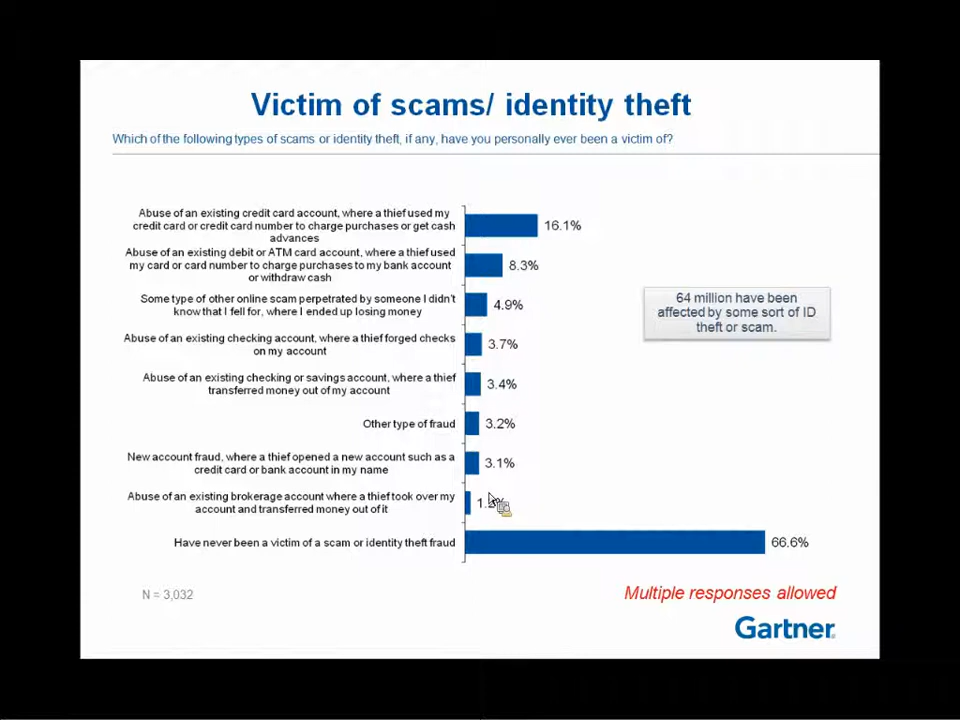 Victim of scams/ identity theft
Which of the following types of scams or identity theft, if any, have you personally ever been a victim of?
Abuse of an existing credit card account, where a thief used my
credit card or credit card number to charge purchases or get cash
advances
16.1%
Abuse of an existing debit or ATM card account, where a thief used
my card or card number to charge purchases to my bank account
or withdraw cash
8.3%
Some type of other online scam perpetrated by someone I didn't
know that I fell for, where I ended up losing money
4.9%
64 million have been
affected by some sort of ID
theft or scam.
Abuse of an existing checking account, where a thief forged checks
on my account
3.7%
Abuse of an existing checking or savings account, where a thief
transferred money out of my account
3.4%
Other type of fraud
3.2%
New account fraud, where a thief opened a new account such as a
credit card or bank account in my name
3.1%
Abuse of an existing brokerage account where a thief took over my
account and transferred money out of it
Have never been a victim of a scam or identity theft fraud
66.6%
N = 3,032
Multiple responses allowed
Gartner